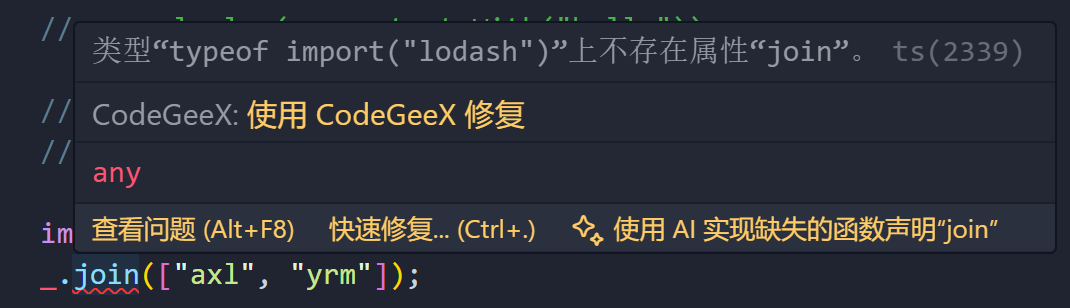 //
类型“typeof import("lodash")”上不存在属性“join”。 ts(2339)
//
CodeGeeX: 使用 CodeGeeX 修复
//
any
im
查看问题 (Alt+F8) 快速修复... (Ctrl+.) 使用 AI 实现缺失的函数声明“join”
_.join(["axl", "yrm"]);